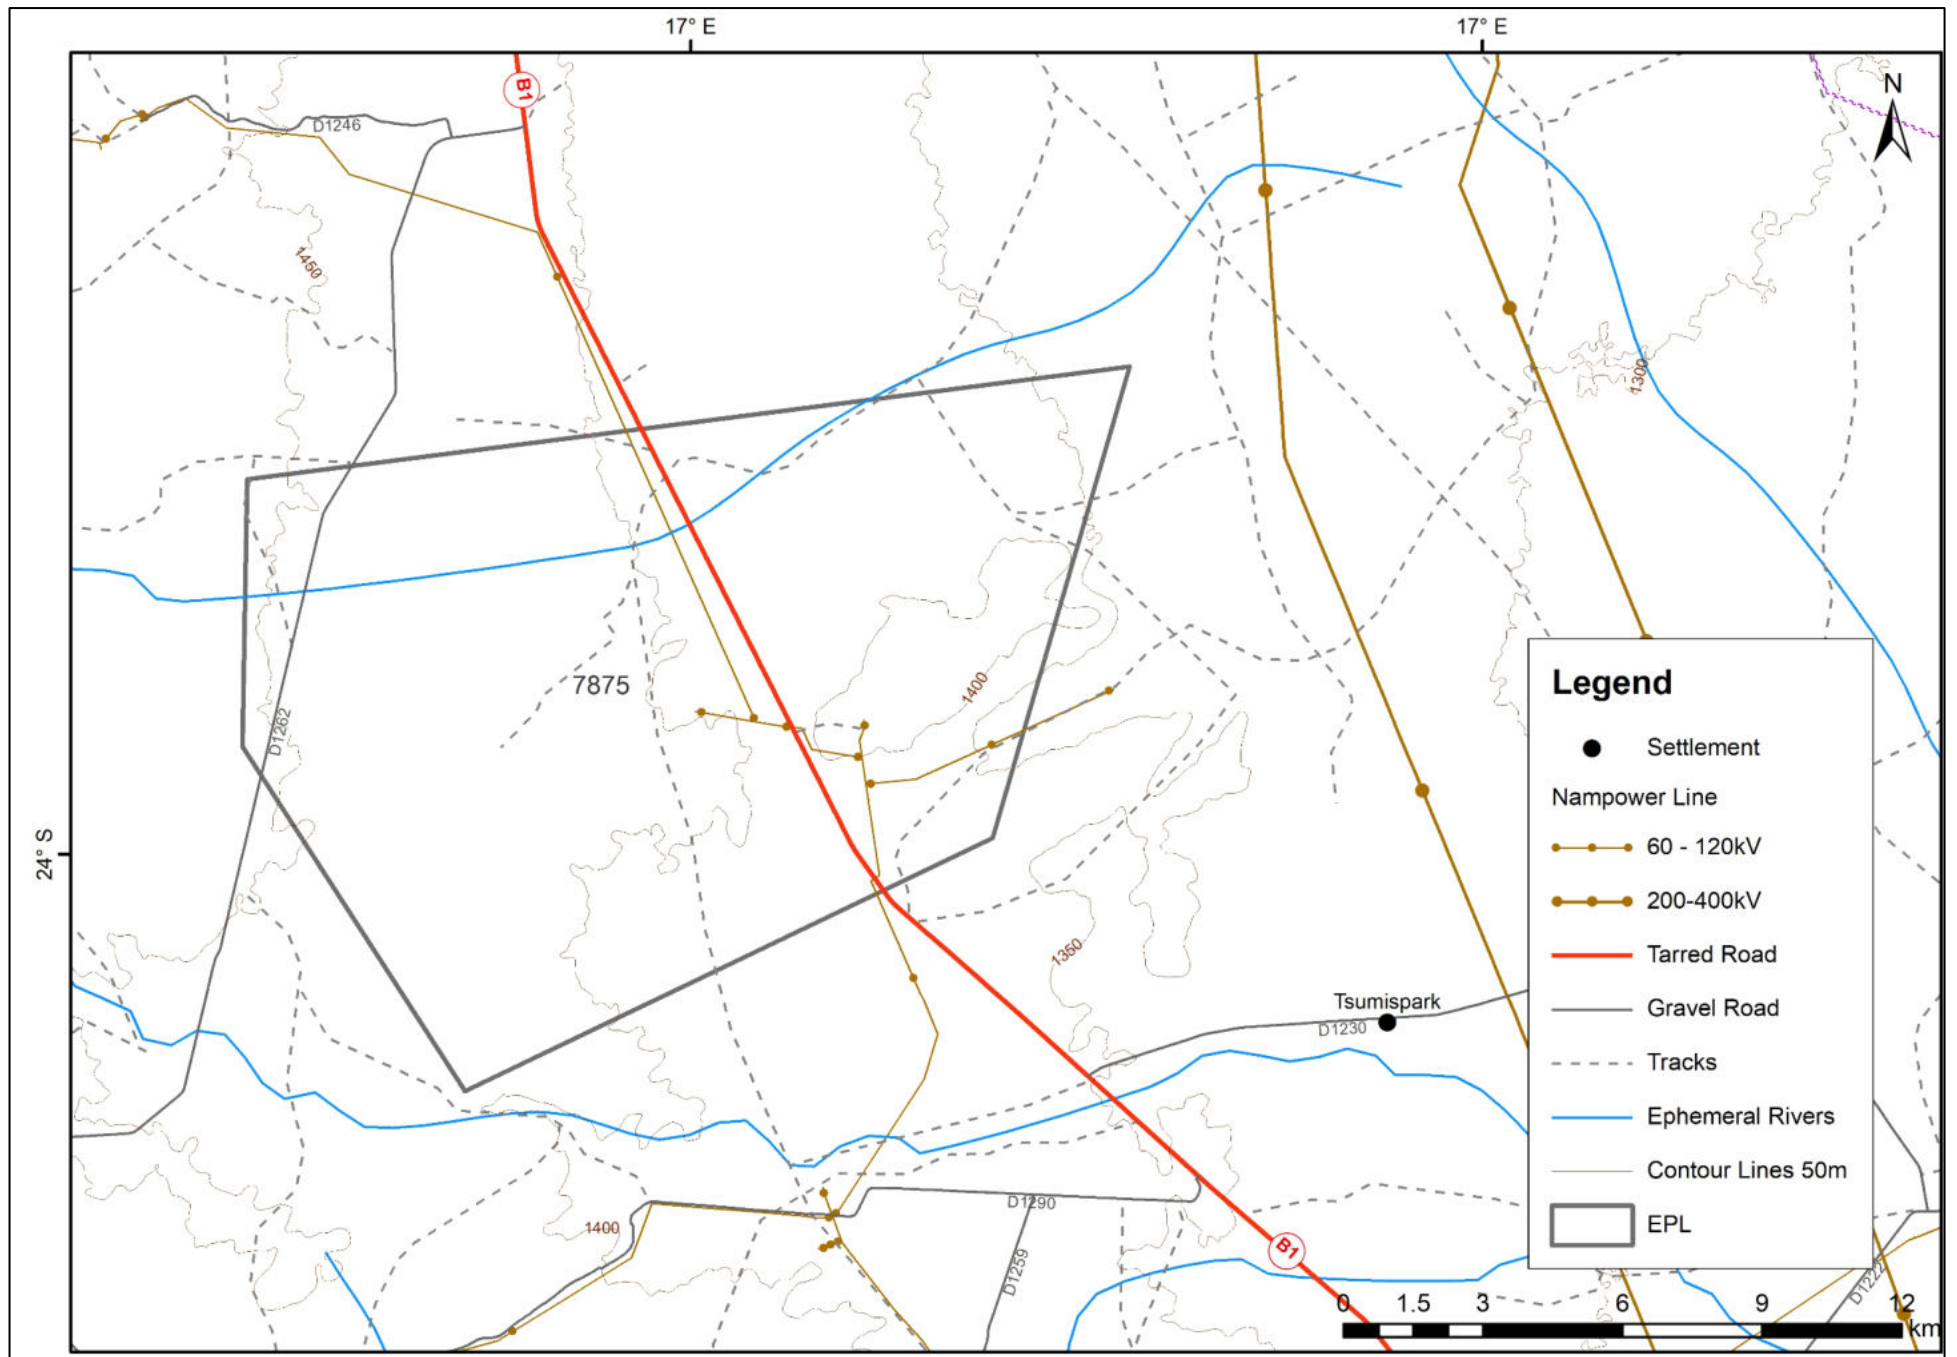 17° E
17° E
B1
N
D1246
1450
1300
7875
1400
D1262
24° S
1350
Tsumispark
D1230
D1290
1400
D1259
B1
D1222
Legend
Settlement
Nampower Line
60 - 120kV
200-400kV
Tarred Road
Gravel Road
Tracks
Ephemeral Rivers
Contour Lines 50m
EPL
0 1.5 3 6 9 12
km